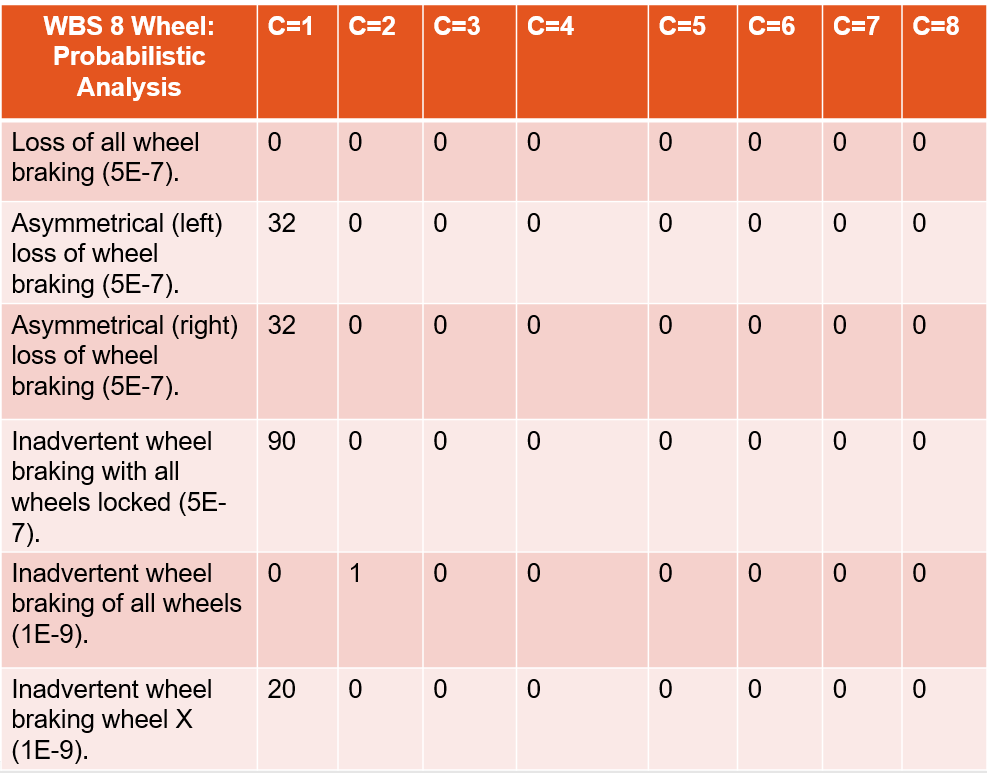 WBS 8 Wheel: C=1 C=2 C=3 C=4 C=5 C=6 C=7 C=8
Probabilistic
Analysis
Loss of all wheel 0 0 0 0 0 0 0 0
braking (5E-7).
Asymmetrical (left) 32 0 0 0 0 0 0 0
loss of wheel
braking (5E-7).
Asymmetrical (right) 32 0 0 0 0 0 0 0
loss of wheel
braking (5E-7).
Inadvertent wheel 90 0 0 0 0 0 0 0
braking with all
wheels locked (5E-
7).
Inadvertent wheel 0 1 0 0 0 0 0 0
braking of all wheels
(1E-9).
Inadvertent wheel 20 0 0 0 0 0 0 0
braking wheel X
(1E-9).